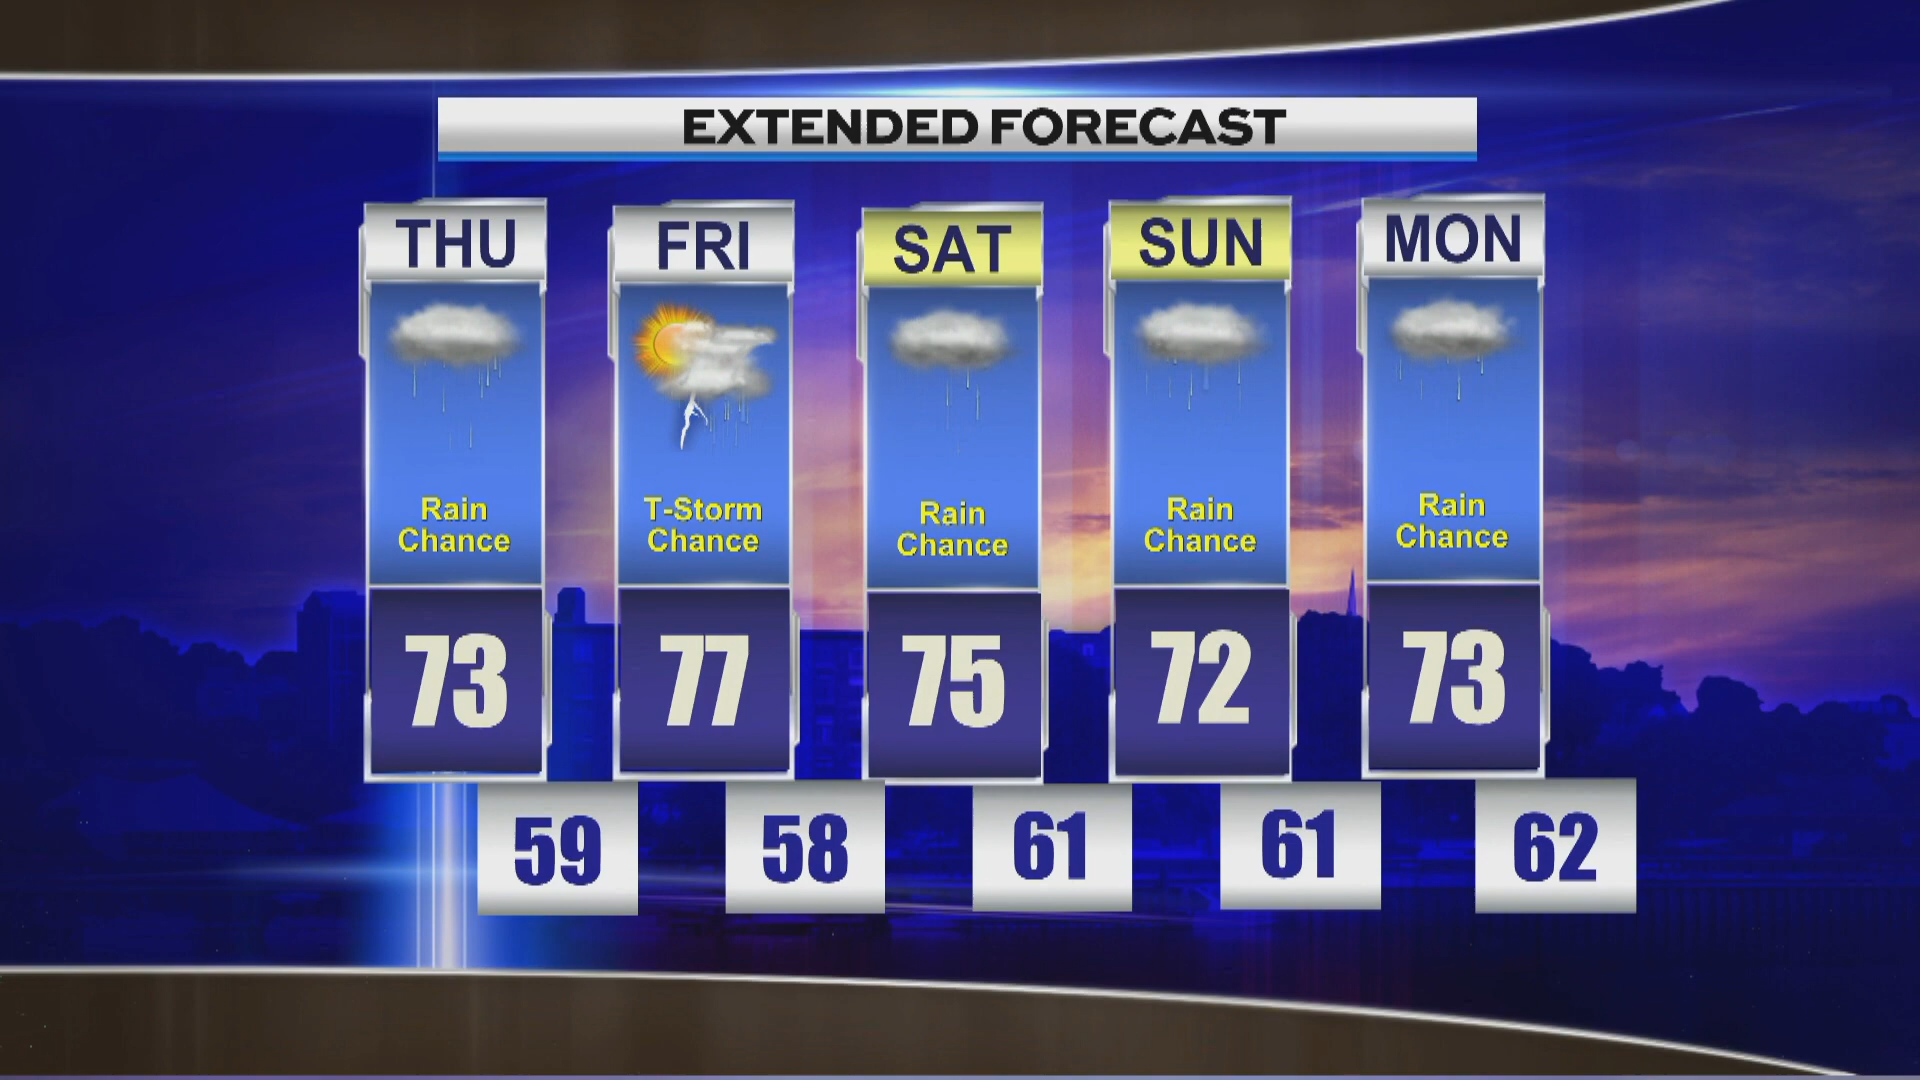 EXTENDED FORECAST
THU
FRI
SAT
SUN
MON
Rain
Chance
T-Storm
Chance
Rain
Chance
Rain
Chance
Rain
Chance
73
77
75
72
73
59
58
61
61
62